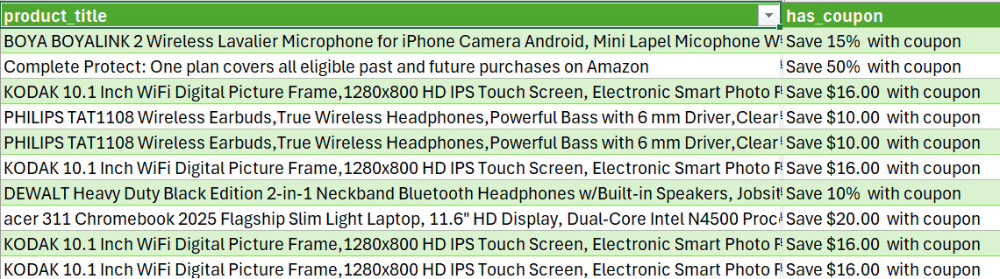 product_title has_coupon
BOYA BOYALINK 2 Wireless Lavalier Microphone for iPhone Camera Android, Mini Lapel Micophone W Save 15% with coupon
Complete Protect: One plan covers all eligible past and future purchases on Amazon Save 50% with coupon
KODAK 10.1 Inch WiFi Digital Picture Frame,1280x800 HD IPS Touch Screen, Electronic Smart Photo F Save $16.00 with coupon
PHILIPS TAT1108 Wireless Earbuds,True Wireless Headphones,Powerful Bass with 6 mm Driver,Clear Save $10.00 with coupon
PHILIPS TAT1108 Wireless Earbuds,True Wireless Headphones,Powerful Bass with 6 mm Driver,Clear Save $10.00 with coupon
KODAK 10.1 Inch WiFi Digital Picture Frame,1280x800 HD IPS Touch Screen, Electronic Smart Photo F Save $16.00 with coupon
DEWALT Heavy Duty Black Edition 2-in-1 Neckband Bluetooth Headphones w/Built-in Speakers, Jobsit Save 10% with coupon
acer 311 Chromebook 2025 Flagship Slim Light Laptop, 11.6" HD Display, Dual-Core Intel N4500 Proc Save $20.00 with coupon
KODAK 10.1 Inch WiFi Digital Picture Frame,1280x800 HD IPS Touch Screen, Electronic Smart Photo F Save $16.00 with coupon
KODAK 10.1 Inch WiFi Digital Picture Frame,1280x800 HD IPS Touch Screen, Electronic Smart Photo F Save $16.00 with coupon